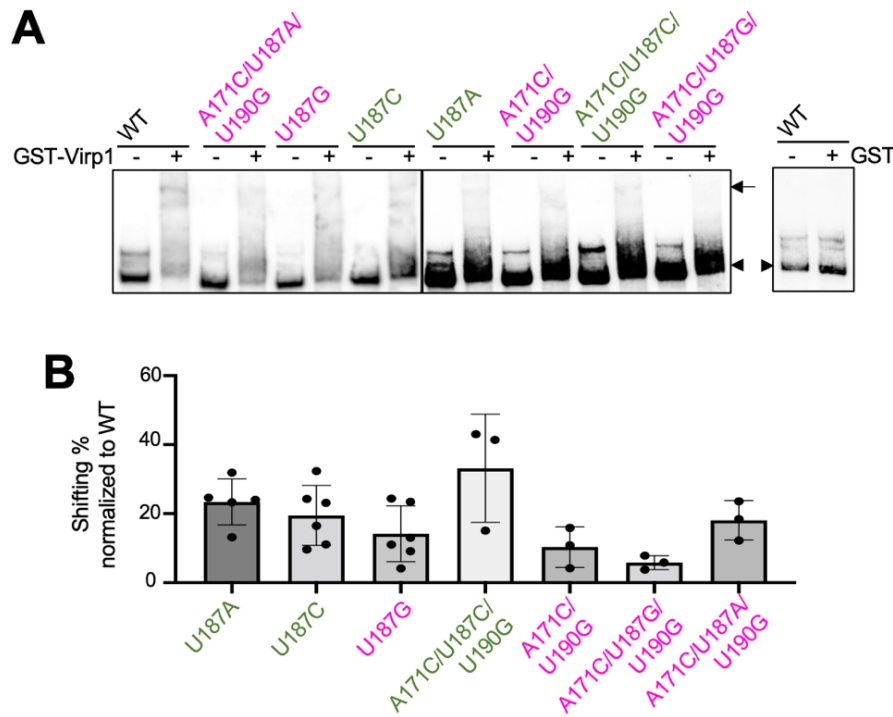 A
WT
A171C/U187A/
U190G
U187G
U187C
U187A
A171C/
U190G
A171C/U187C/
U190G
A171C/U187G/
U190G
WT
GST-Virp1
- + - + - + - + - + - + - + - +
- +
GST
B
Shifting %
normalized to WT
60
40
20
0
U187A
U187C
U187G
A171C/U187C/
U190G
A171C/
U190G
A171C/U187G/
U190G
A171C/U187A/
U190G